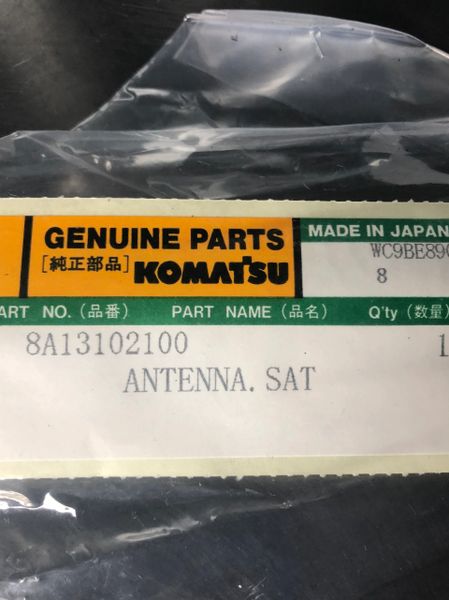 GENUINE PARTS
[純正部品] KOMATSU
MADE IN JAPAN
WC9BE890
8
ART NO. (品番) PART NAME (品名) Q'ty (数量)
8A13102100 1
ANTENNA. SAT